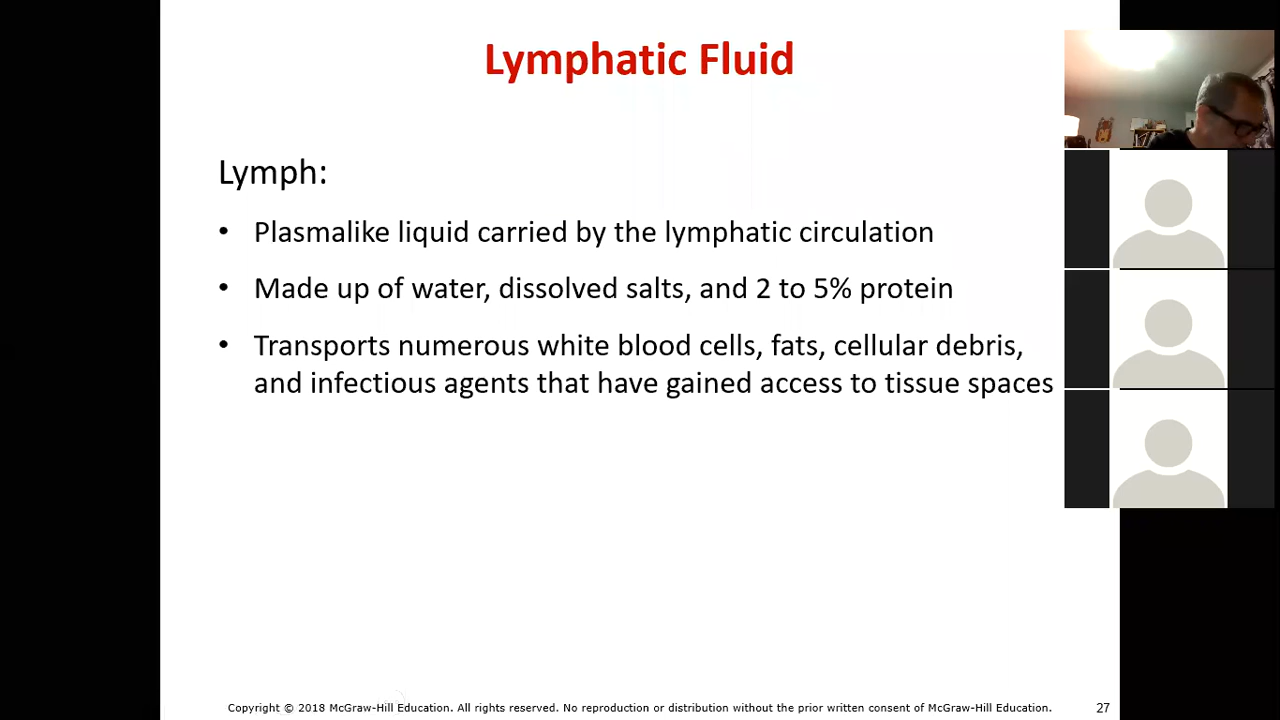 Lymphatic Fluid
Lymph:
• Plasmalike liquid carried by the lymphatic circulation
• Made up of water, dissolved salts, and 2 to 5% protein
• Transports numerous white blood cells, fats, cellular debris,
and infectious agents that have gained access to tissue spaces
Copyright © 2018 McGraw-Hill Education. All rights reserved. No reproduction or distribution without the prior written consent of McGraw-Hill Education.
27